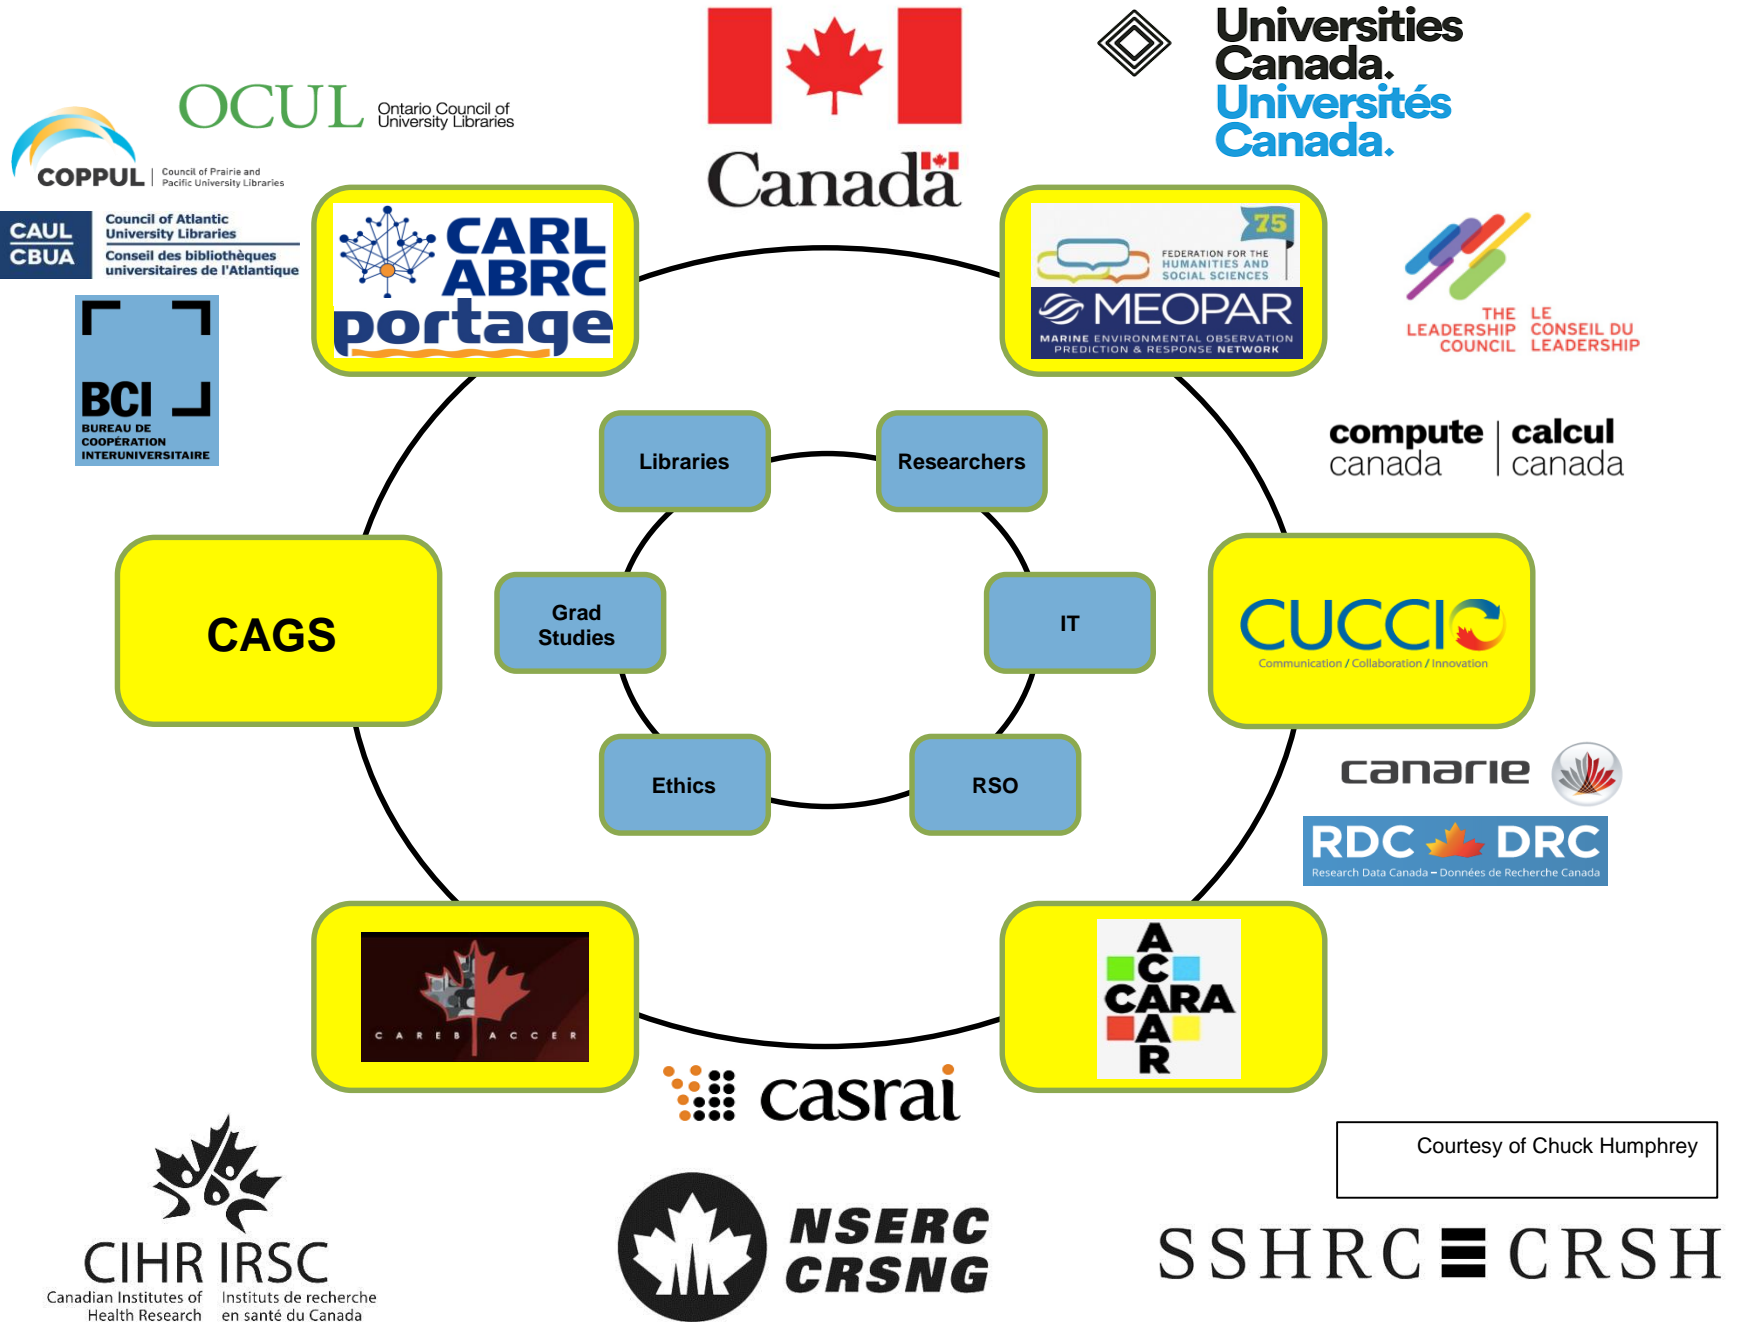 Universities
Canada.
Universités
Canada.
OCUL
Ontario Council of
University Libraries
COPPUL
Council of Prairie and
Pacific University Libraries
Canada
CAUL
CBUA
Council of Atlantic
University Libraries
Conseil des bibliothèques
universitaires de l'Atlantique
CARL
ABRC
portage
75
FEDERATION FOR THE
HUMANITIES AND
SOCIAL SCIENCES
MEOPAR
MARINE ENVIRONMENTAL OBSERVATION
PREDICTION & RESPONSE NETWORK
THE
LEADERSHIP
COUNCIL
LE
CONSEIL DU
LEADERSHIP
BCI
BUREAU DE
COOPÉRATION
INTERUNIVERSITAIRE
compute
canada
calcul
canada
Libraries
Researchers
CAGS
Grad
Studies
IT
CUCCIO
Communication / Collaboration / Innovation
Ethics
RSO
canarie
RDC DRC
Research Data Canada – Données de Recherche Canada
CAREB ACCER
ACCAR
CARA
casrai
Courtesy of Chuck Humphrey
CIHR IRSC
Canadian Institutes of
Health Research
Instituts de recherche
en santé du Canada
NSERC
CRSNG
SSHRC CRSH